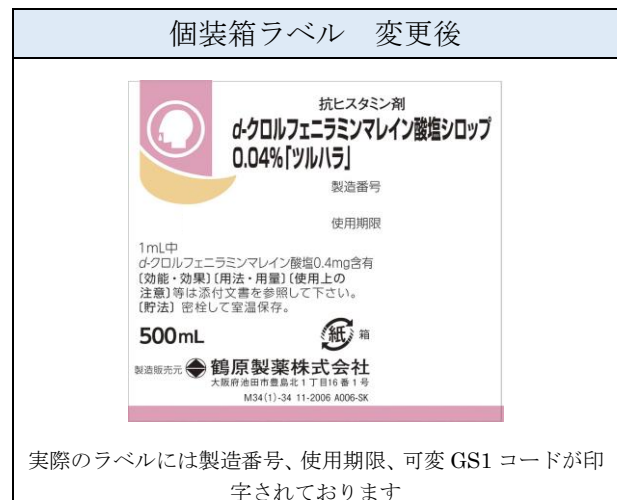 個装箱ラベル　変更後
抗ヒスタミン剤
d-クロルフェニラミンマレイン酸塩シロップ
0.04%「ツルハラ」
製造番号
使用期限
1mL中
d-クロルフェニラミンマレイン酸塩0.4mg含有
〔効能・効果〕〔用法・用量〕〔使用上の
注意〕等は添付文書を参照して下さい。
〔貯法〕密栓して室温保存。
500mL
紙 箱
製造販売元 鶴原製薬株式会社
大阪府池田市豊島北1丁目16番1号
M34(1)-34 11-2006 A006-SK
実際のラベルには製造番号、使用期限、可変 GS1 コードが印
字されております